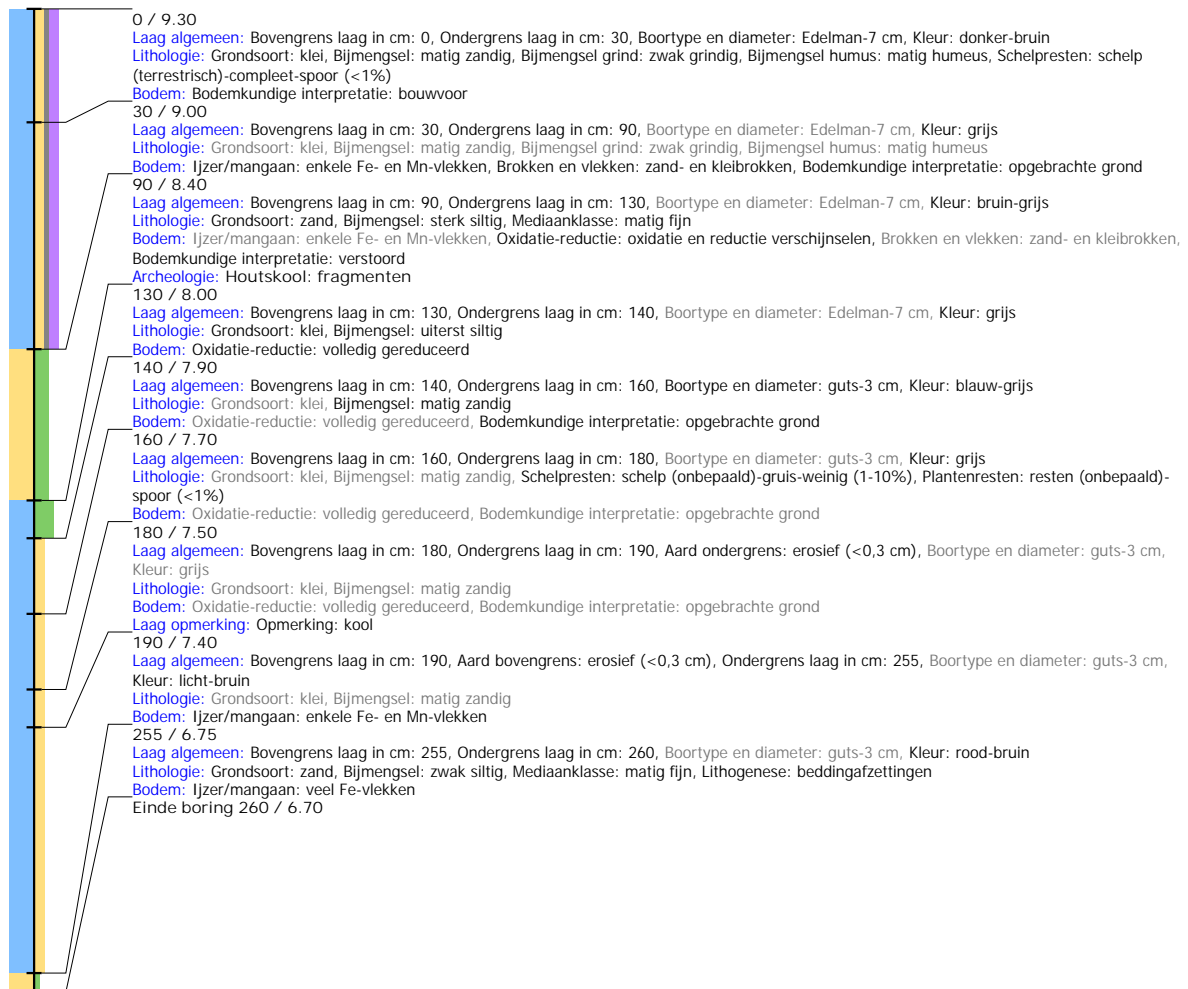 0 / 9.30
Laag algemeen: Bovengrens laag in cm: 0, Ondergrens laag in cm: 30, Boortype en diameter: Edelman-7 cm, Kleur: donker-bruin
Lithologie: Grondsoort: klei, Bijmengsel: matig zandig, Bijmengsel grind: zwak grindig, Bijmengsel humus: matig humeus, Schelpresten: schelp
(terrestrisch)-compleet-spoor (<1%)
Bodem: Bodemkundige interpretatie: bouwvoor
30 / 9.00
Laag algemeen: Bovengrens laag in cm: 30, Ondergrens laag in cm: 90, Boortype en diameter: Edelman-7 cm, Kleur: grijs
Lithologie: Grondsoort: klei, Bijmengsel: matig zandig, Bijmengsel grind: zwak grindig, Bijmengsel humus: matig humeus
Bodem: Ijzer/mangaan: enkele Fe- en Mn-vlekken, Brokken en vlekken: zand- en kleibrokken, Bodemkundige interpretatie: opgebrachte grond
90 / 8.40
Laag algemeen: Bovengrens laag in cm: 90, Ondergrens laag in cm: 130, Boortype en diameter: Edelman-7 cm, Kleur: bruin-grijs
Lithologie: Grondsoort: zand, Bijmengsel: sterk siltig, Mediaanklasse: matig fijn
Bodem: Ijzer/mangaan: enkele Fe- en Mn-vlekken, Oxidatie-reductie: oxidatie en reductie verschijnselen, Brokken en vlekken: zand- en kleibrokken,
Bodemkundige interpretatie: verstoord
Archeologie: Houtskool: fragmenten
130 / 8.00
Laag algemeen: Bovengrens laag in cm: 130, Ondergrens laag in cm: 140, Boortype en diameter: Edelman-7 cm, Kleur: grijs
Lithologie: Grondsoort: klei, Bijmengsel: uiterst siltig
Bodem: Oxidatie-reductie: volledig gereduceerd
140 / 7.90
Laag algemeen: Bovengrens laag in cm: 140, Ondergrens laag in cm: 160, Boortype en diameter: guts-3 cm, Kleur: blauw-grijs
Lithologie: Grondsoort: klei, Bijmengsel: matig zandig
Bodem: Oxidatie-reductie: volledig gereduceerd, Bodemkundige interpretatie: opgebrachte grond
160 / 7.70
Laag algemeen: Bovengrens laag in cm: 160, Ondergrens laag in cm: 180, Boortype en diameter: guts-3 cm, Kleur: grijs
Lithologie: Grondsoort: klei, Bijmengsel: matig zandig, Schelpresten: schelp (onbepaald)-gruis-weinig (1-10%), Plantenresten: resten (onbepaald)-
spoor (<1%)
Bodem: Oxidatie-reductie: volledig gereduceerd, Bodemkundige interpretatie: opgebrachte grond
180 / 7.50
Laag algemeen: Bovengrens laag in cm: 180, Ondergrens laag in cm: 190, Aard ondergrens: erosief (<0,3 cm), Boortype en diameter: guts-3 cm,
Kleur: grijs
Lithologie: Grondsoort: klei, Bijmengsel: matig zandig
Bodem: Oxidatie-reductie: volledig gereduceerd, Bodemkundige interpretatie: opgebrachte grond
Laag opmerking: Opmerking: kool
190 / 7.40
Laag algemeen: Bovengrens laag in cm: 190, Aard bovengrens: erosief (<0,3 cm), Ondergrens laag in cm: 255, Boortype en diameter: guts-3 cm,
Kleur: licht-bruin
Lithologie: Grondsoort: klei, Bijmengsel: matig zandig
Bodem: Ijzer/mangaan: enkele Fe- en Mn-vlekken
255 / 6.75
Laag algemeen: Bovengrens laag in cm: 255, Ondergrens laag in cm: 260, Boortype en diameter: guts-3 cm, Kleur: rood-bruin
Lithologie: Grondsoort: zand, Bijmengsel: zwak siltig, Mediaanklasse: matig fijn, Lithogenese: beddingafzettingen
Bodem: Ijzer/mangaan: veel Fe-vlekken
Einde boring 260 / 6.70